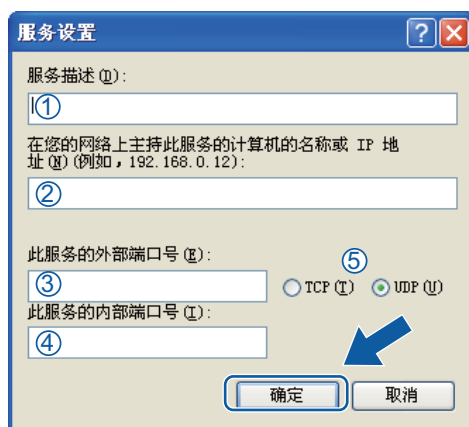 服务设置
服务描述(D):
①
在您的网络上主持此服务的计算机的名称或 IP 地
址(N)(例如，192.168.0.12):
②
此服务的外部端口号(E):
③
⑤
TCP(T) UDP(U)
此服务的内部端口号(I):
④
确定 取消